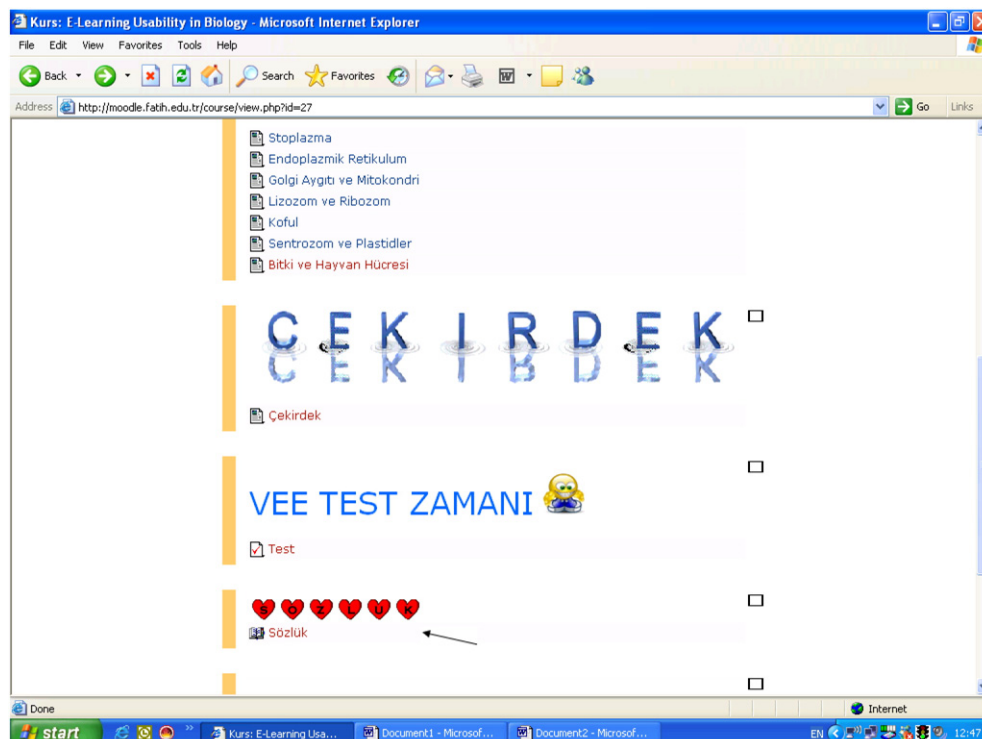 Kurs: E-Learning Usability in Biology - Microsoft Internet Explorer
File Edit View Favorites Tools Help
Back Search Favorites
Address http://moodle.fatih.edu.tr/course/view.php?id=27 Go Links
Stoplazma
Endoplazmik Retikulum
Golgi Aygıtı ve Mitokondri
Lizozom ve Ribozom
Koful
Sentrozom ve Plastidler
Bitki ve Hayvan Hücresi
ÇEKIRDEK
Çekirdek
VEE TEST ZAMANI
Test
SÖZLUK
Sözlük
Done Internet
start Kurs: E-Learning Usa... Document1 - Microsof... Document2 - Microsof... EN 12:47